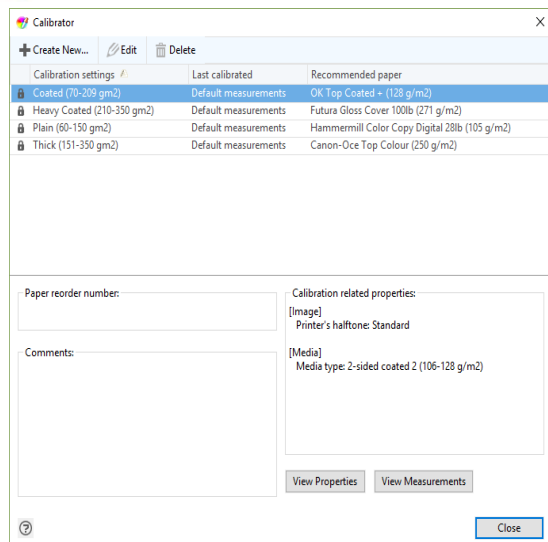 Calibrator
Create New... Edit Delete
Calibration settings Last calibrated Recommended paper
Coated (70-209 gm2) Default measurements OK Top Coated + (128 g/m2)
Heavy Coated (210-350 gm2) Default measurements Futura Gloss Cover 100lb (271 g/m2)
Plain (60-150 gm2) Default measurements Hammermill Color Copy Digital 28lb (105 g/m2)
Thick (151-350 gm2) Default measurements Canon-Oce Top Colour (250 g/m2)
Paper reorder number:
Comments:
Calibration related properties:
[Image]
Printer's halftone: Standard
[Media]
Media type: 2-sided coated 2 (106-128 g/m2)
View Properties View Measurements
? Close